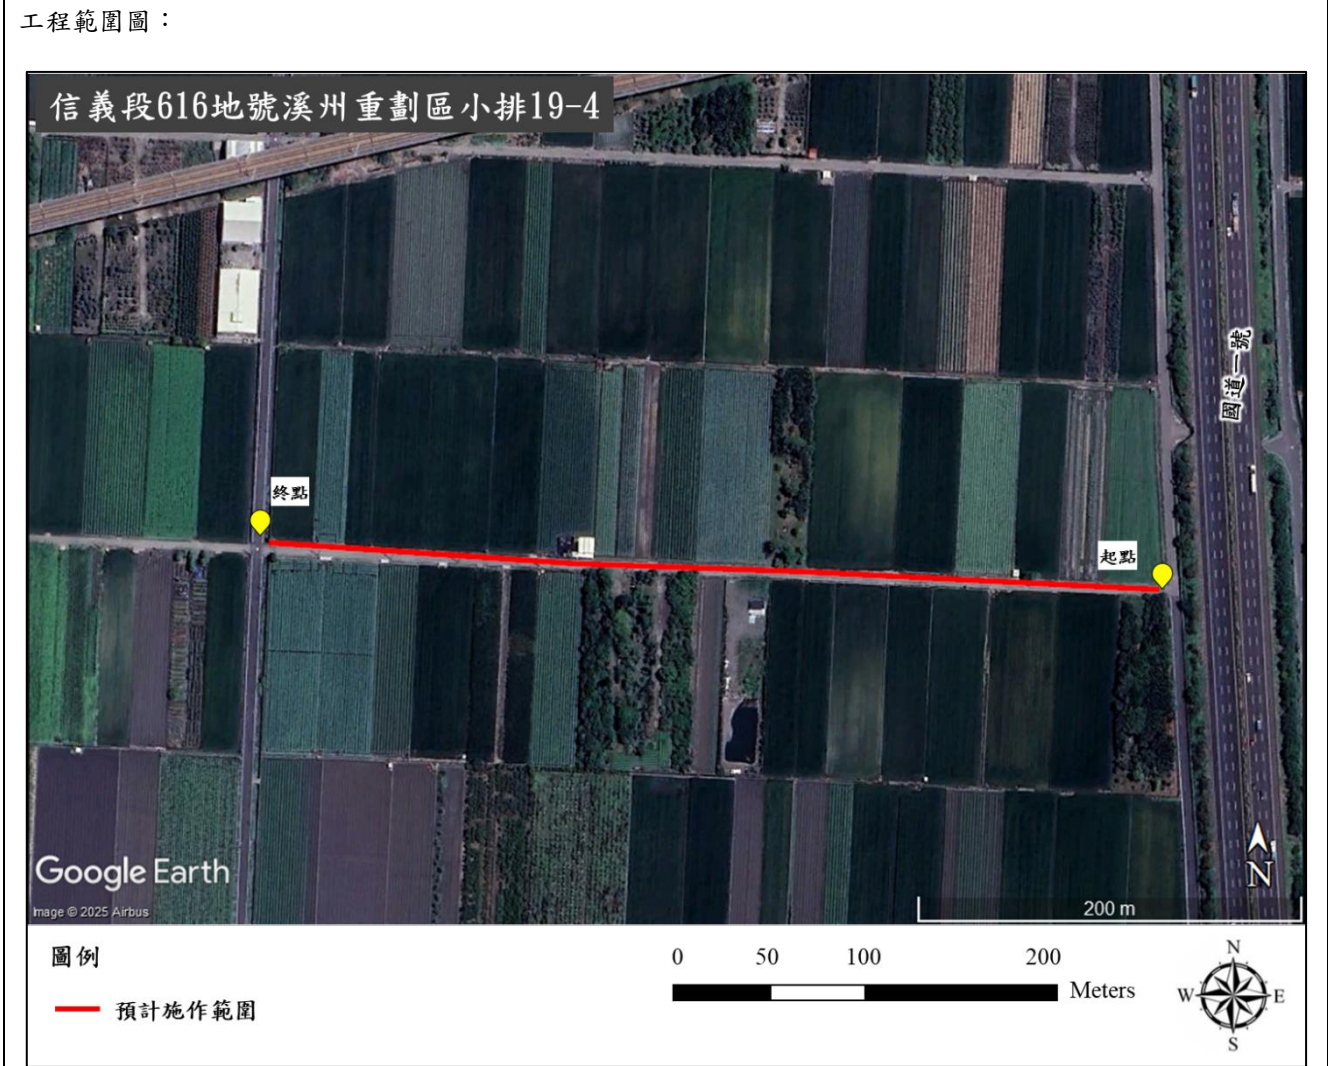 工程範圍圖：
信義段616地號溪州重劃區小排19-4
國道一號
終點
起點
Google Earth
Image © 2025 Airbus
200 m
N
圖例
預計施作範圍
0 50 100 200
Meters
N
W E
S